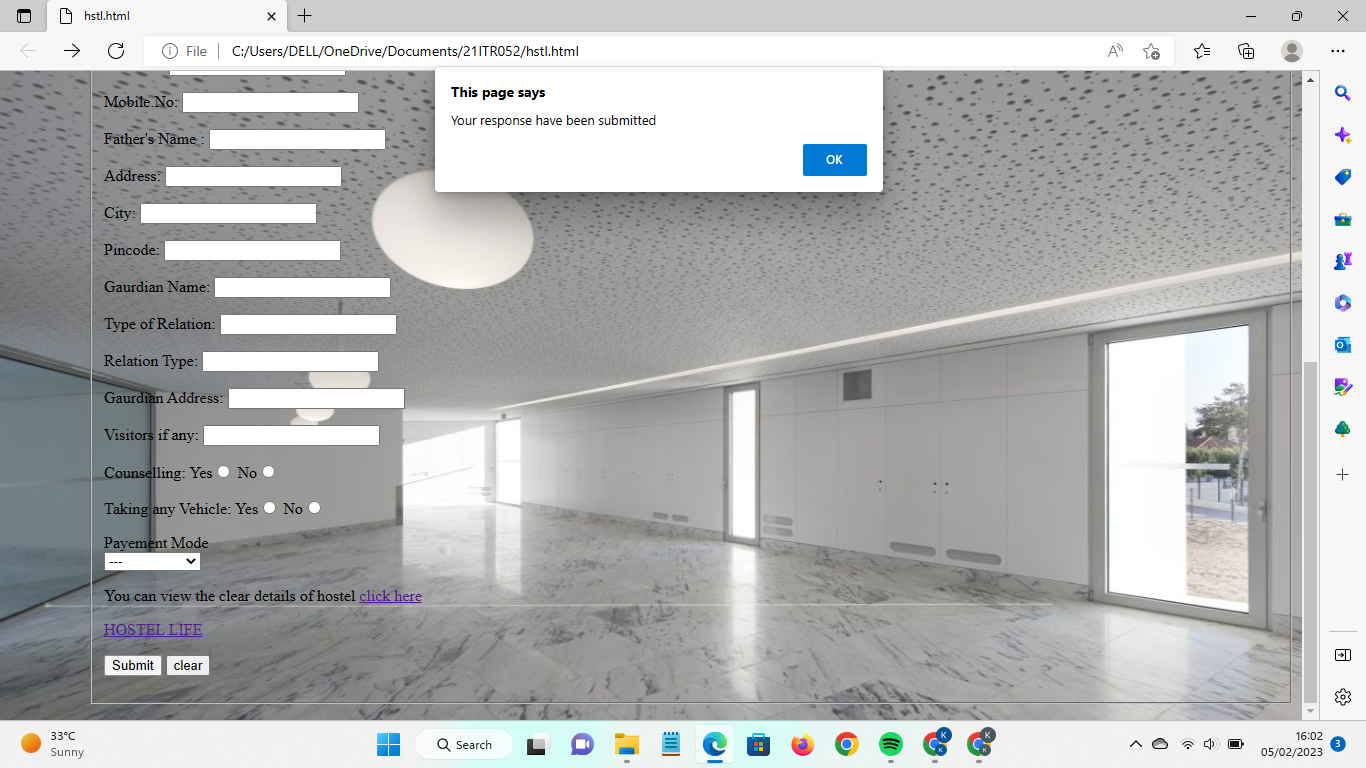 hstl.html
File
C:/Users/DELL/OneDrive/Documents/21ITR052/hstl.html
This page says
Your response have been submitted
OK
Mobile.No:
Father's Name :
Address:
City:
Pincode:
Gaurdian Name:
Type of Relation:
Relation Type:
Gaurdian Address:
Visitors if any:
Counselling: Yes No
Taking any Vehicle: Yes No
Payement Mode
---
You can view the clear details of hostel click here
HOSTEL LIFE
Submit clear
33°C
Sunny
Search
K
K
K
K
16:02
05/02/2023
3